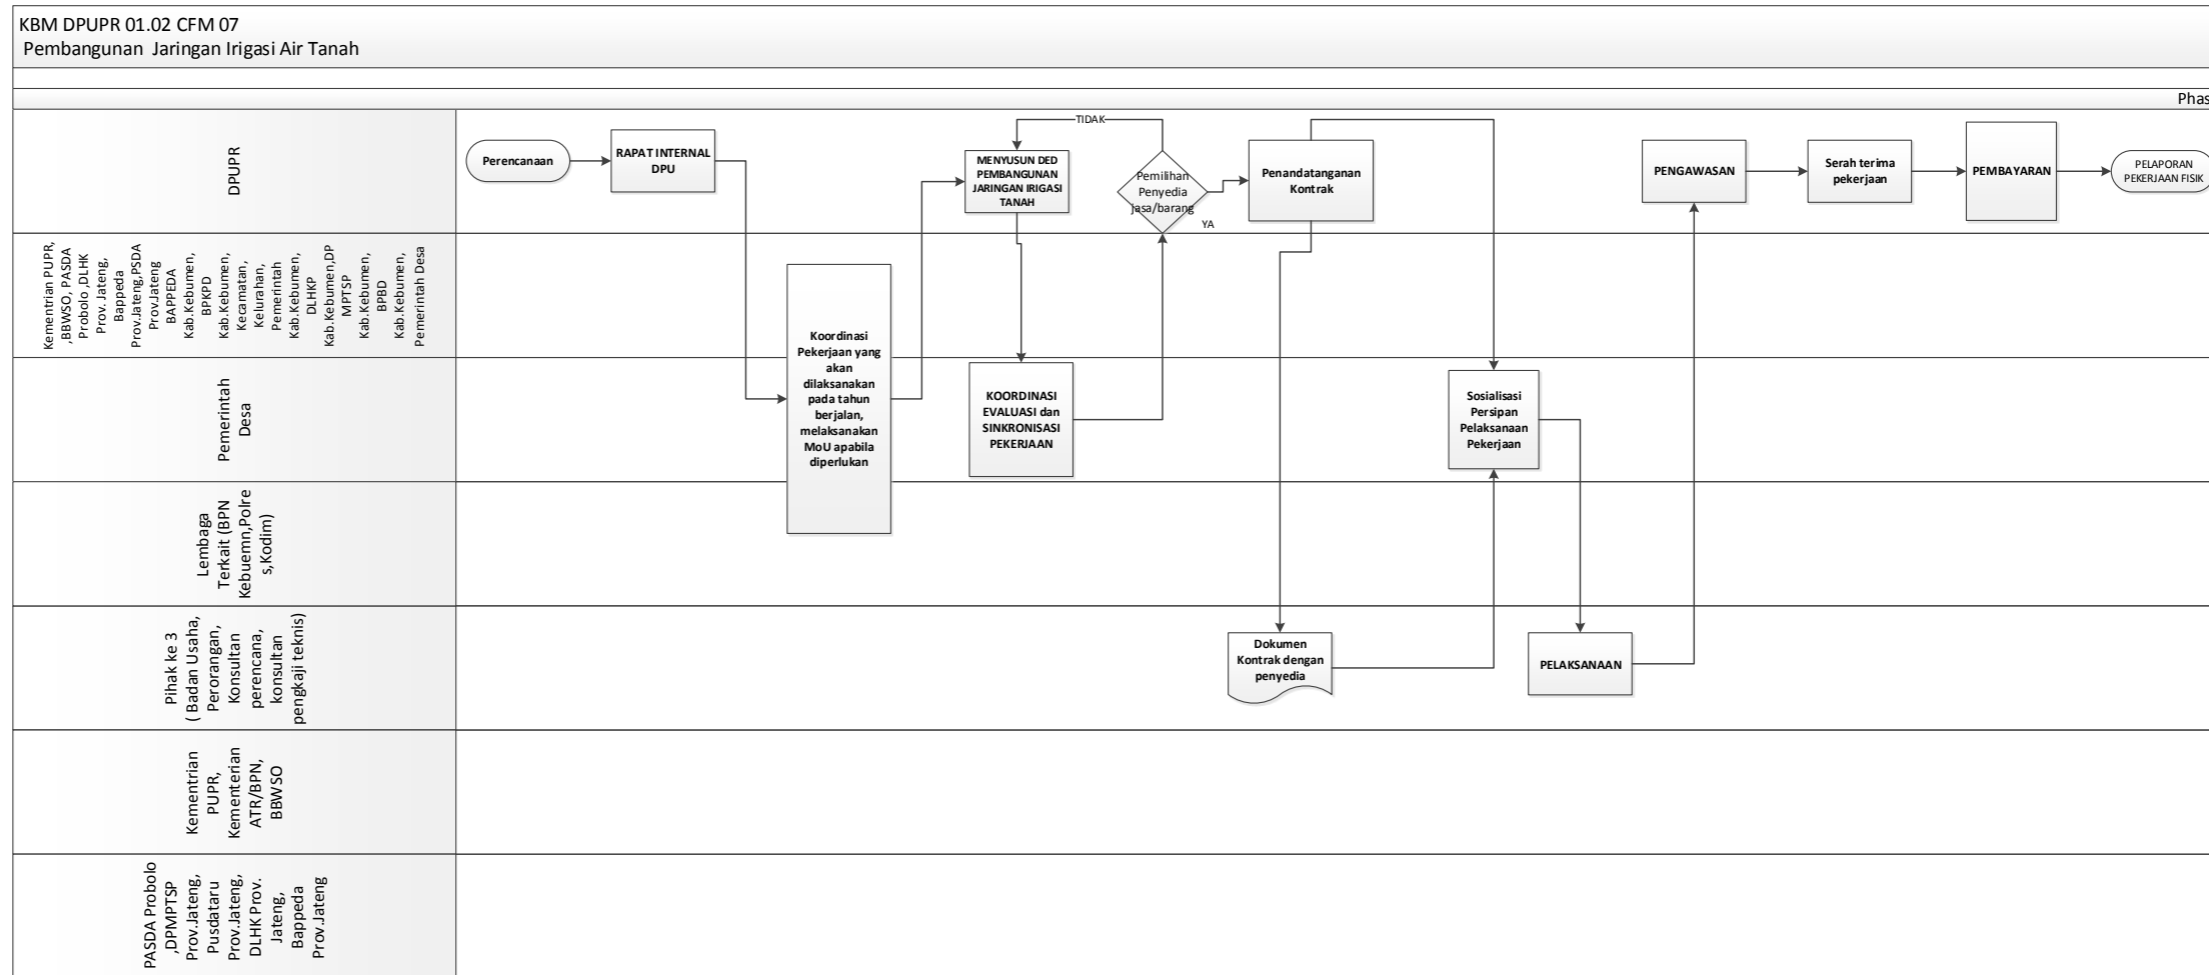 KBM DPUPR 01.02 CFM 07
Pembangunan Jaringan Irigasi Air Tanah
Phas
DPUPR
Perencanaan
RAPAT INTERNAL
DPU
MENYUSUN DED
PEMBANGUNAN
JARINGAN IRIGASI
TANAH
TIDAK
Pemilihan
Penyedia
jasa/barang
YA
Penandatanganan
Kontrak
PENGAWASAN
Serah terima
pekerjaan
PEMBAYARAN
PELAPORAN
PEKERJAAN FISIK
Kementrian PUPR,
,BBWSO, PASDA
Probolo ,DLHK
Prov. Jateng,
Bappeda
Prov.Jateng,PSDA
Prov.Jateng
BAPPEDA
Kab.Kebumen,
BPKPD
Kab.Kebumen,
Kecamatan,
Kelurahan,
Pemerintah
Kab.Kebumen,
DLHKP
Kab.Kebumen,DP
MPTSP
Kab.Kebumen,
BPBD
Kab.Kebumen,
Pemerintah Desa
Koordinasi
Pekerjaan yang
akan
dilaksanakan
pada tahun
berjalan,
melaksanakan
MoU apabila
diperlukan
Pemerintah
Desa
KOORDINASI
EVALUASI dan
SINKRONISASI
PEKERJAAN
Sosialisasi
Persipan
Pelaksanaan
Pekerjaan
Lembaga
Terkait (BPN
Kebuemn,Polre
s,Kodim)
Pihak ke 3
( Badan Usaha,
Perorangan,
Konsultan
perencana,
konsultan
pengkaji teknis)
Dokumen
Kontrak dengan
penyedia
PELAKSANAAN
Kementrian
PUPR,
Kementerian
ATR/BPN,
BBWSO
PASDA Probolo
,DPMPTSP
Prov.Jateng,
Pusdataru
Prov.Jateng,
DLHK Prov.
Jateng,
Bappeda
Prov.Jateng